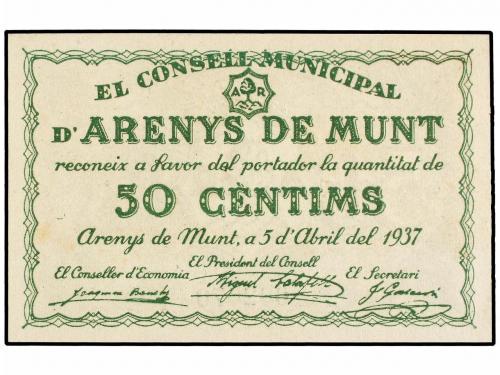 EL CONSELL MUNICIPAL
A R
D'ARENYS DE MUNT
reconeix a favor del portador la quantitat de
50 CÈNTIMS
Arenys de Munt, a 5 d'Abril del 1937
El President del Consell
El Conseller d'Economia El Secretari